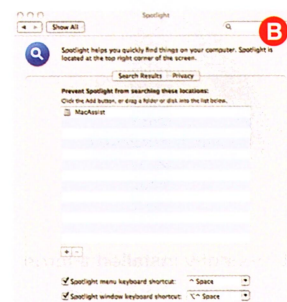 Spotlight
Show All
B
Spotlight helps you quickly find things on your computer. Spotlight is
located at the top right corner of the screen.
Search Results Privacy
Prevent Spotlight from searching these locations:
Click the Add button, or drag a folder or disk into the list below.
MacAssist
+ -
Spotlight menu keyboard shortcut: ^ Space
Spotlight window keyboard shortcut: ⌥^ Space